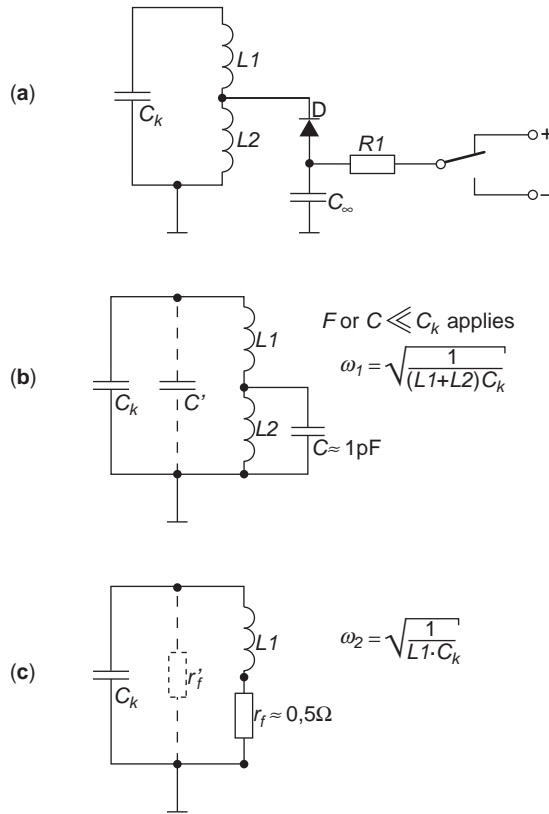 (a)
L1
C_k
L2
D
R1
C_∞
+
−
(b)
L1
C_k
C'
L2
C ≈ 1pF
F or C ≪ C_k applies
ω_1 = √(1/((L1+L2)C_k))
(c)
L1
C_k
r_f'
r_f ≈ 0,5Ω
ω_2 = √(1/(L1·C_k))